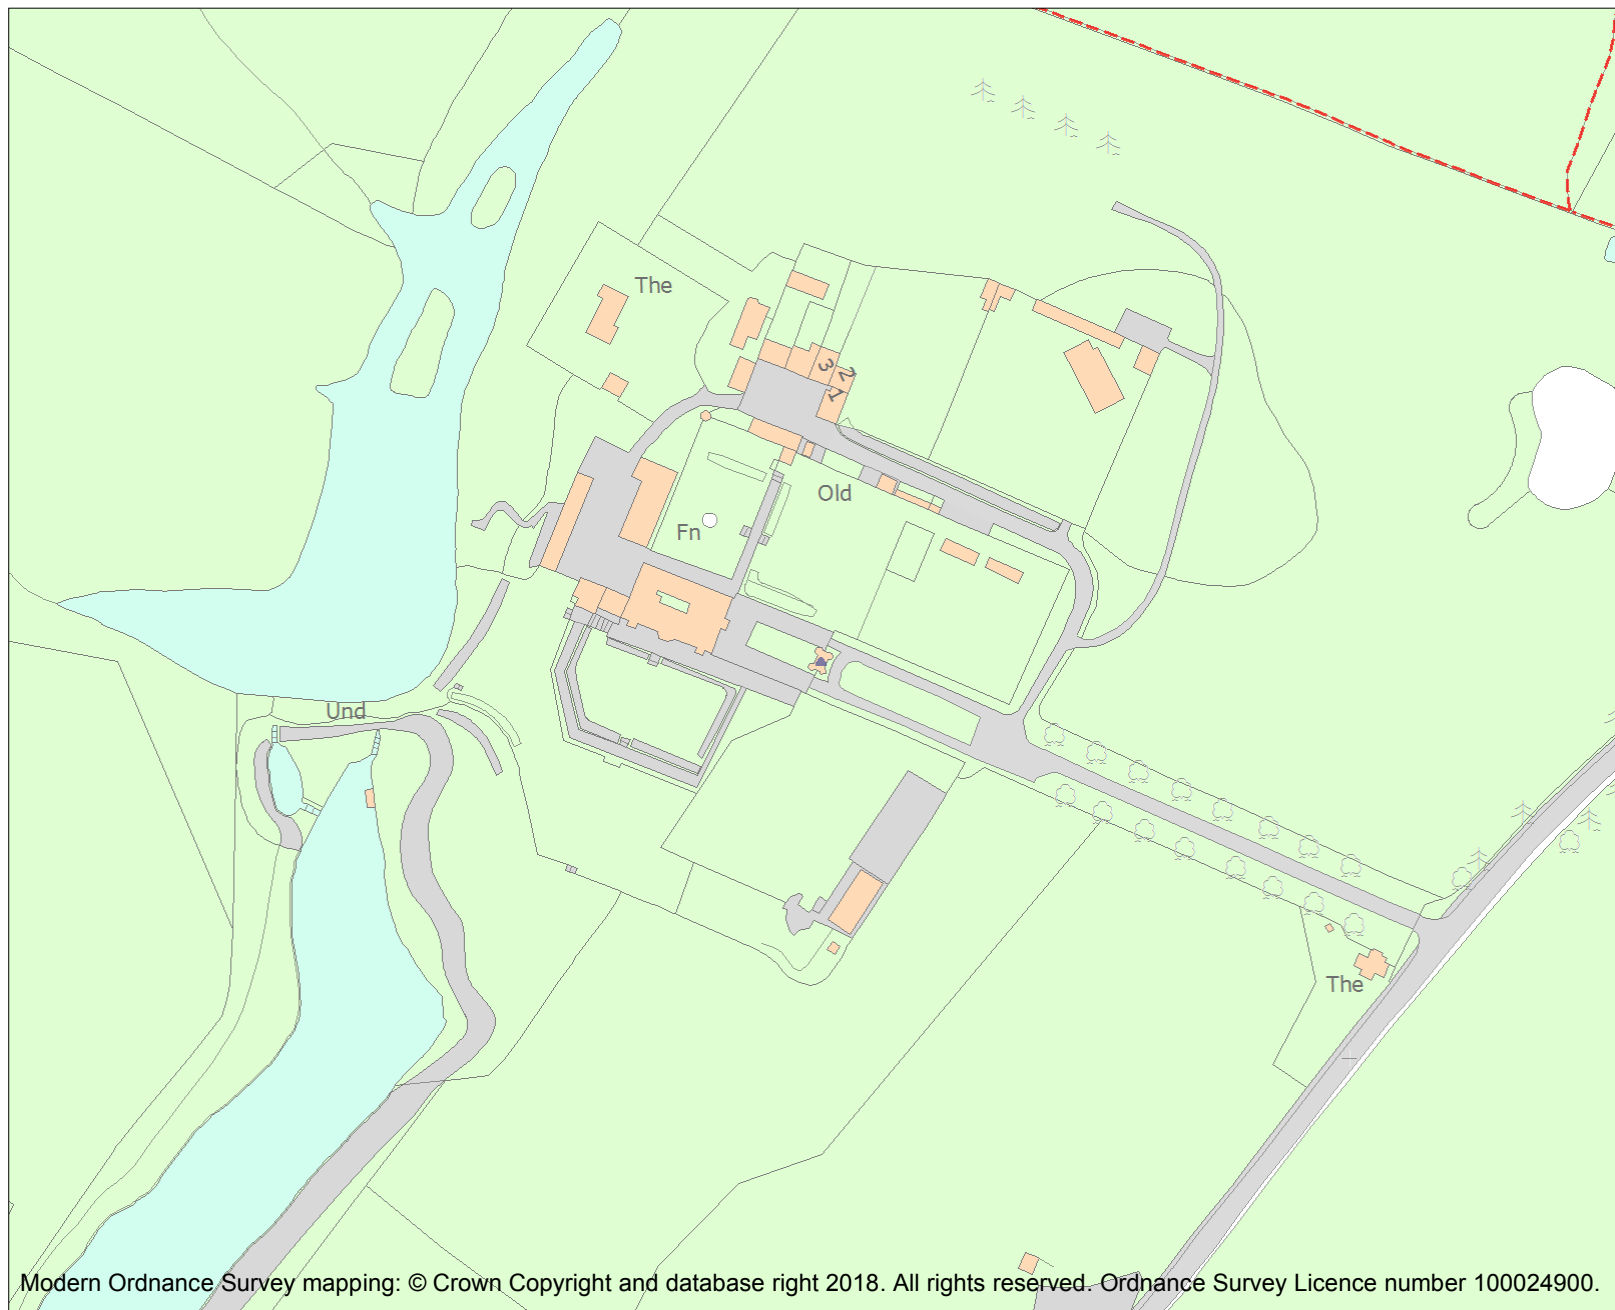 The
3
2
1
Old
Fn
Und
The
Modern Ordnance Survey mapping: © Crown Copyright and database right 2018. All rights reserved. Ordnance Survey Licence number 100024900.